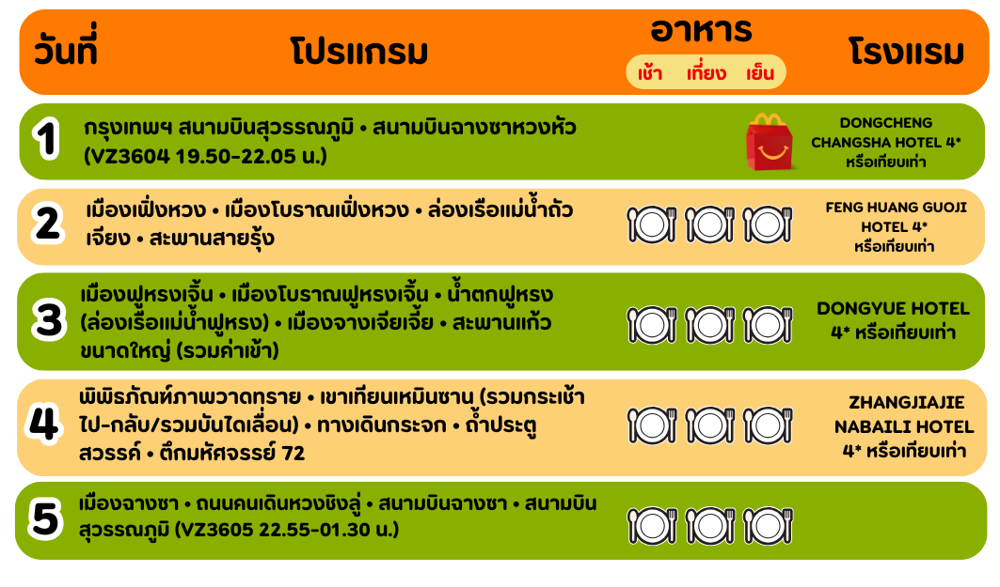 วันที่
โปรแกรม
อาหาร
เช้า เที่ยง เย็น
โรงแรม
1
กรุงเทพฯ สนามบินสุวรรณภูมิ • สนามบินฉางซาหวงหัว
(VZ3604 19.50-22.05 น.)
DONGCHENG
CHANGSHA HOTEL 4*
หรือเทียบเท่า
2
เมืองเฟิ่งหวง • เมืองโบราณเฟิ่งหวง • ล่องเรือแม่น้ำถัว
เจียง • สะพานสายรุ้ง
FENG HUANG GUOJI
HOTEL 4*
หรือเทียบเท่า
3
เมืองฟูหรงเจิ้น • เมืองโบราณฟูหรงเจิ้น • น้ำตกฟูหรง
(ล่องเรือแม่น้ำฟูหรง) • เมืองจางเจียเจี้ย • สะพานแก้ว
ขนาดใหญ่ (รวมค่าเข้า)
DONGYUE HOTEL
4* หรือเทียบเท่า
4
พิพิธภัณฑ์ภาพวาดทราย • เขาเทียนเหมินซาน (รวมกระเช้า
ไป-กลับ/รวมบันไดเลื่อน) • ทางเดินกระจก • ถ้ำประตู
สวรรค์ • ตึกมหัศจรรย์ 72
ZHANGJIAJIE
NABAILI HOTEL
4* หรือเทียบเท่า
5
เมืองฉางซา • ถนนคนเดินหวงซิงลู่ • สนามบินฉางซา • สนามบิน
สุวรรณภูมิ (VZ3605 22.55-01.30 น.)